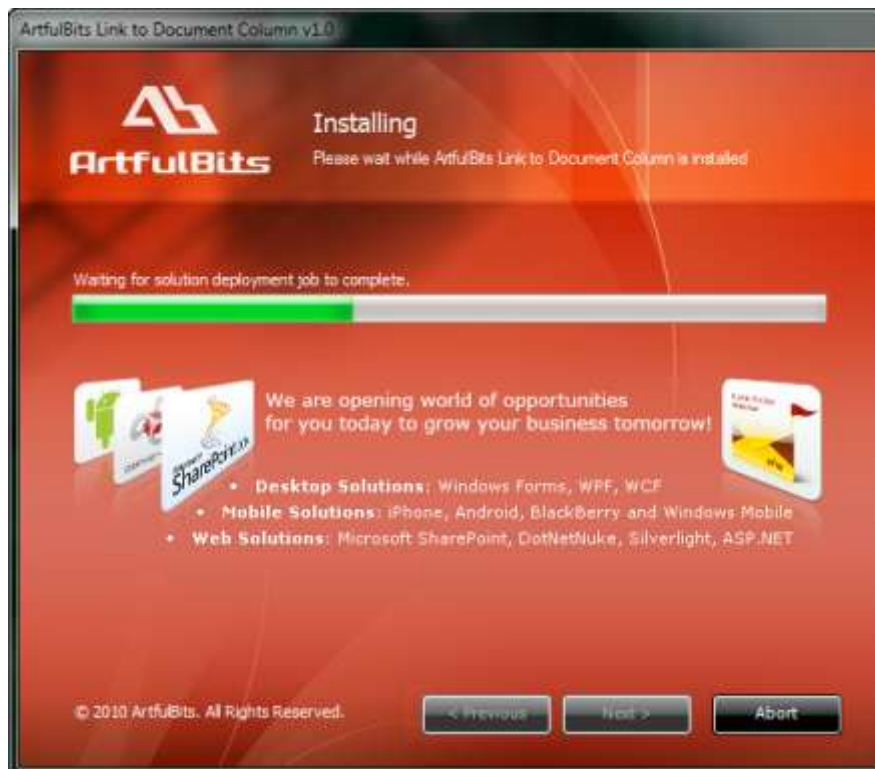 ArtfulBits Link to Document Column v1.0
ArtfulBits
Installing
Please wait while ArtfulBits Link to Document Column is installed
Waiting for solution deployment job to complete.
We are opening world of opportunities
for you today to grow your business tomorrow!
SharePoint
• Desktop Solutions: Windows Forms, WPF, WCF
• Mobile Solutions: iPhone, Android, BlackBerry and Windows Mobile
• Web Solutions: Microsoft SharePoint, DotNetNuke, Silverlight, ASP.NET
© 2010 ArtfulBits. All Rights Reserved.
< Previous
Next >
Abort